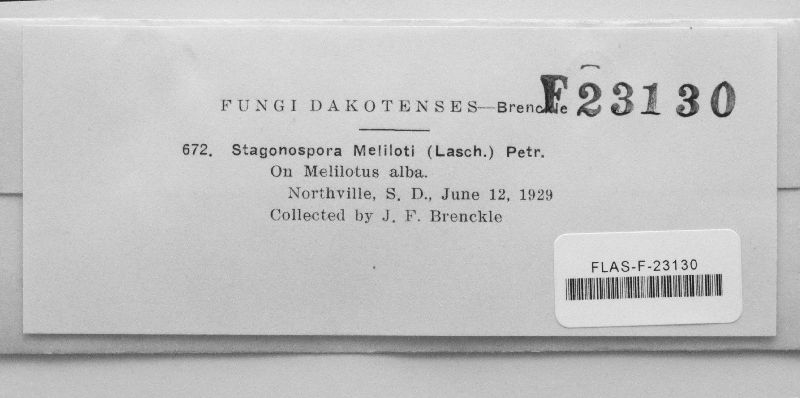 FUNGI DAKOTENSES—Brenckle F23130
672. Stagonospora Meliloti (Lasch.) Petr.
On Melilotus alba.
Northville, S. D., June 12, 1929
Collected by J. F. Brenckle
FLAS-F-23130